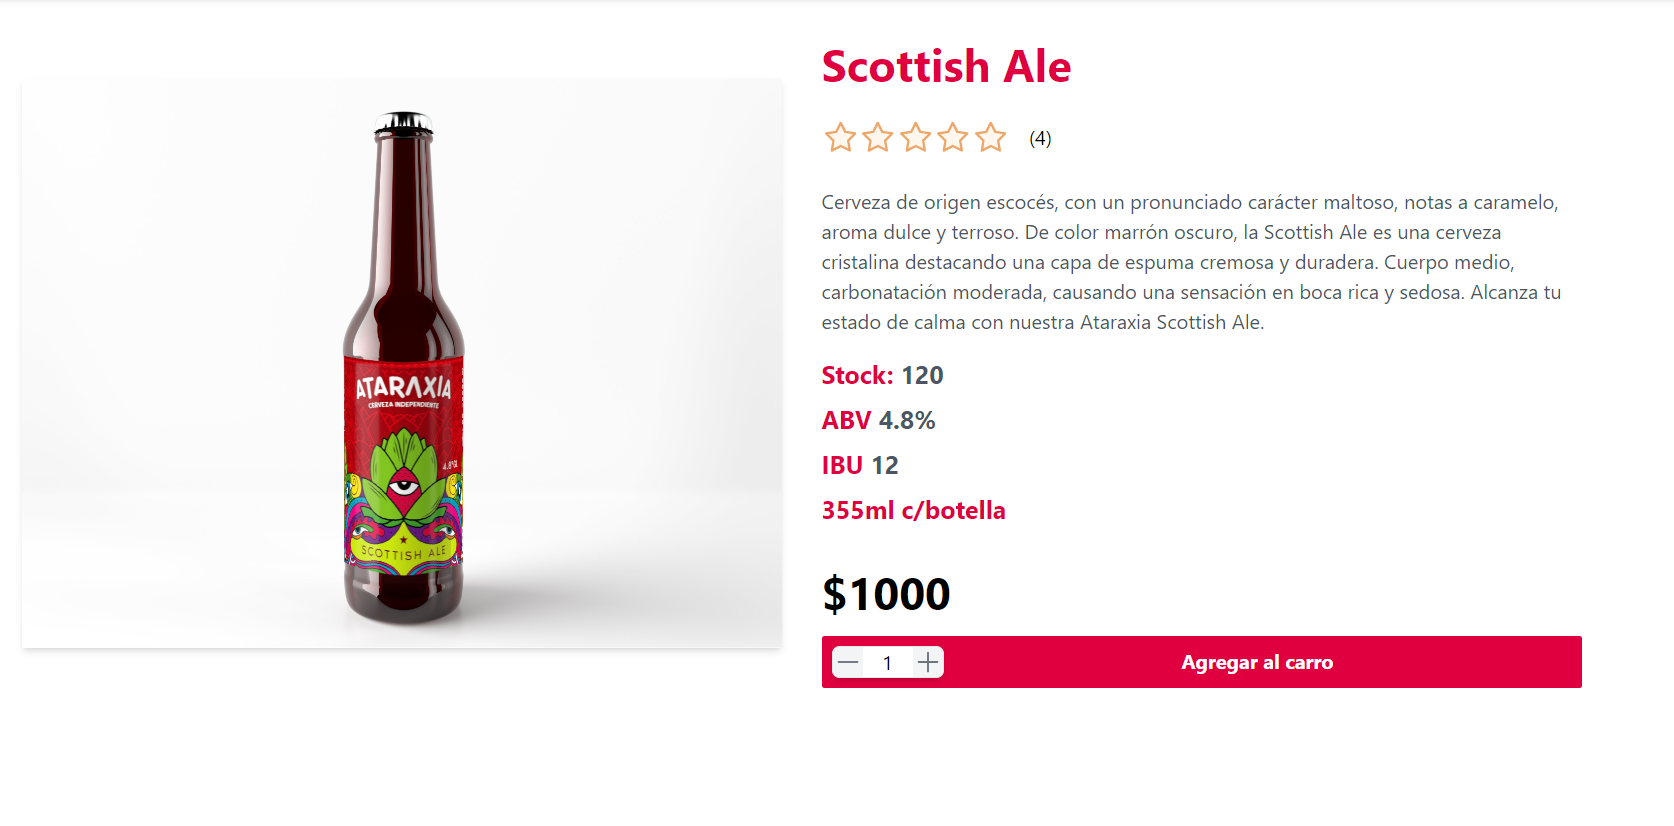 Scottish Ale
(4)
Cerveza de origen escocés, con un pronunciado carácter maltoso, notas a caramelo,
aroma dulce y terroso. De color marrón oscuro, la Scottish Ale es una cerveza
cristalina destacando una capa de espuma cremosa y duradera. Cuerpo medio,
carbonatación moderada, causando una sensación en boca rica y sedosa. Alcanza tu
estado de calma con nuestra Ataraxia Scottish Ale.
Stock: 120
ABV 4.8%
IBU 12
355ml c/botella
$1000
1
Agregar al carro
ATARAXIA
CERVEZA INDEPENDIENTE
SCOTTISH ALE